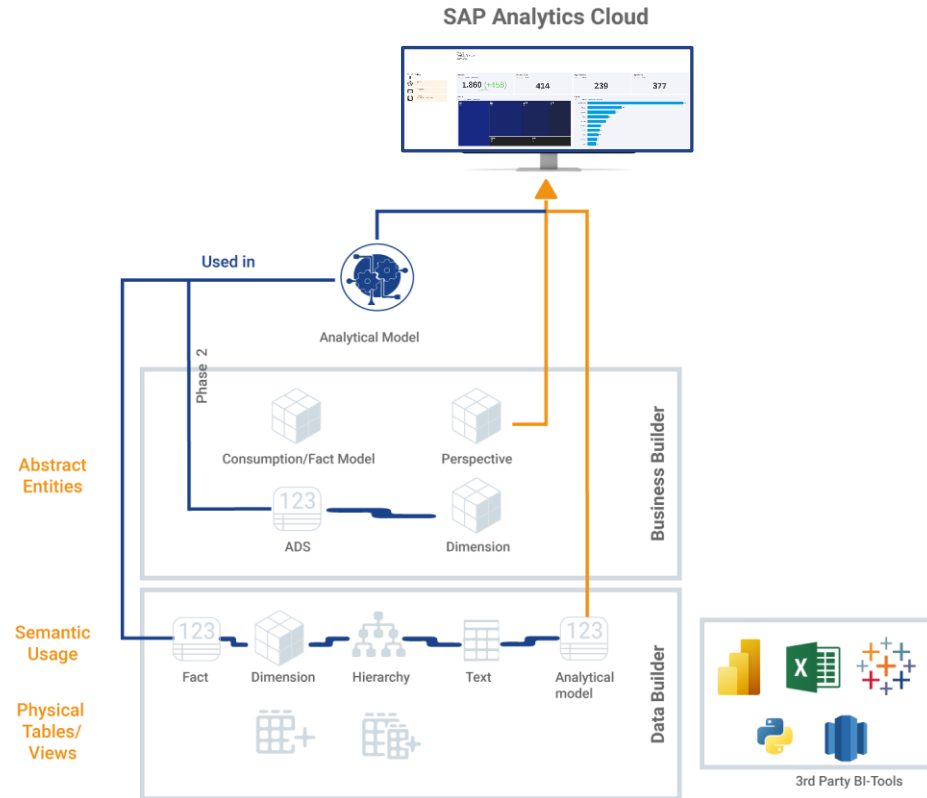 SAP Analytics Cloud
1.860 (+458)
414
239
377
Used in
Analytical Model
Phase 2
Consumption/Fact Model
Perspective
Abstract
Entities
123
ADS
Dimension
Business Builder
Semantic
Usage
123
123
Fact
Dimension
Hierarchy
Text
Analytical
model
Data Builder
Physical
Tables/
Views
X
3rd Party BI-Tools